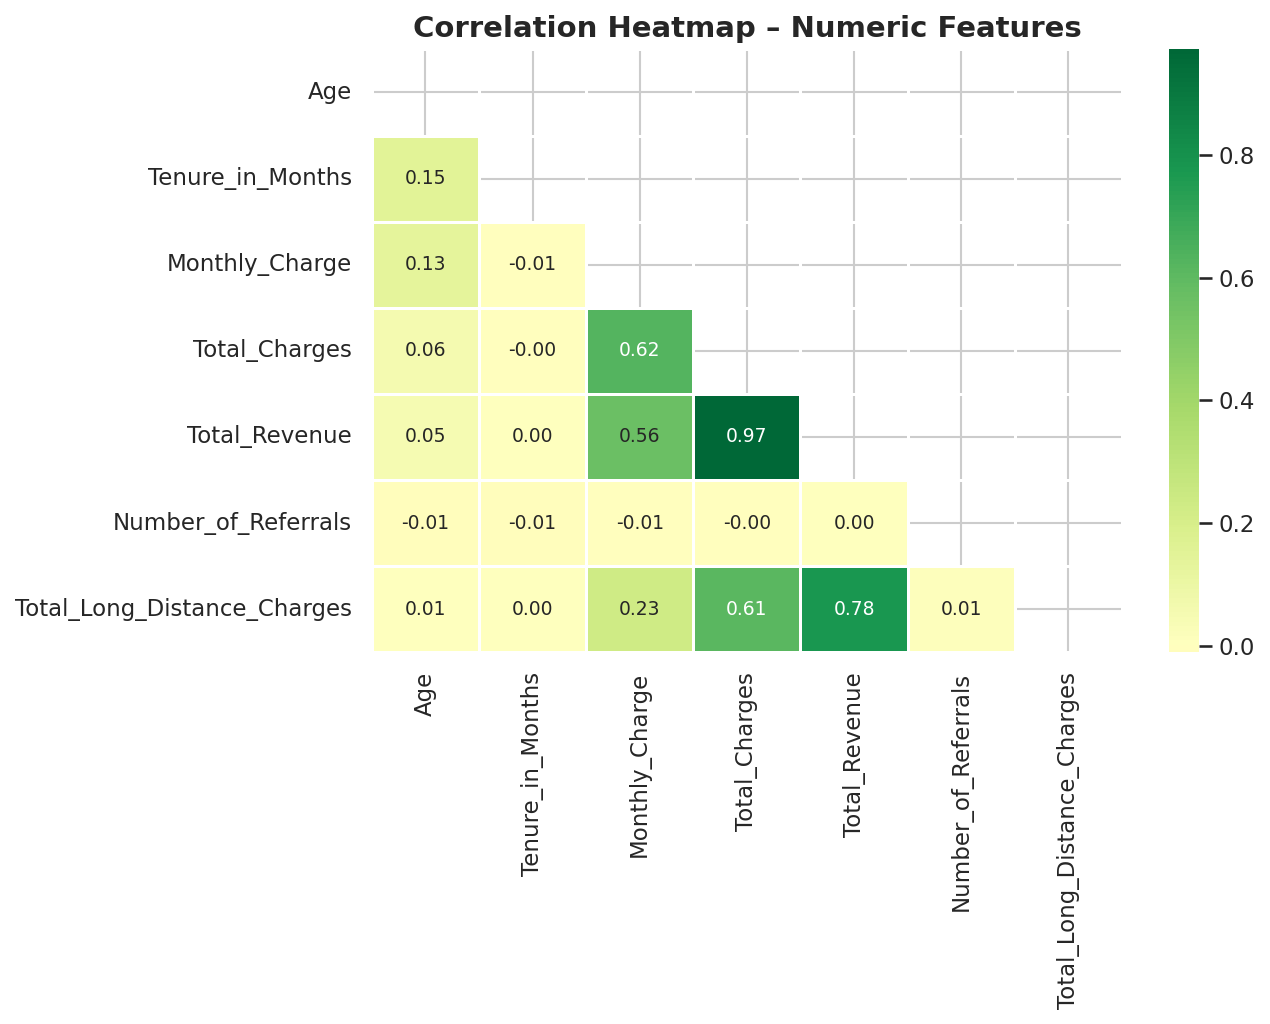 Correlation Heatmap – Numeric Features
Age
Tenure_in_Months 0.15
Monthly_Charge 0.13 -0.01
Total_Charges 0.06 -0.00 0.62
Total_Revenue 0.05 0.00 0.56 0.97
Number_of_Referrals -0.01 -0.01 -0.01 -0.00 0.00
Total_Long_Distance_Charges 0.01 0.00 0.23 0.61 0.78 0.01
Age
Tenure_in_Months
Monthly_Charge
Total_Charges
Total_Revenue
Number_of_Referrals
Total_Long_Distance_Charges
0.8
0.6
0.4
0.2
0.0